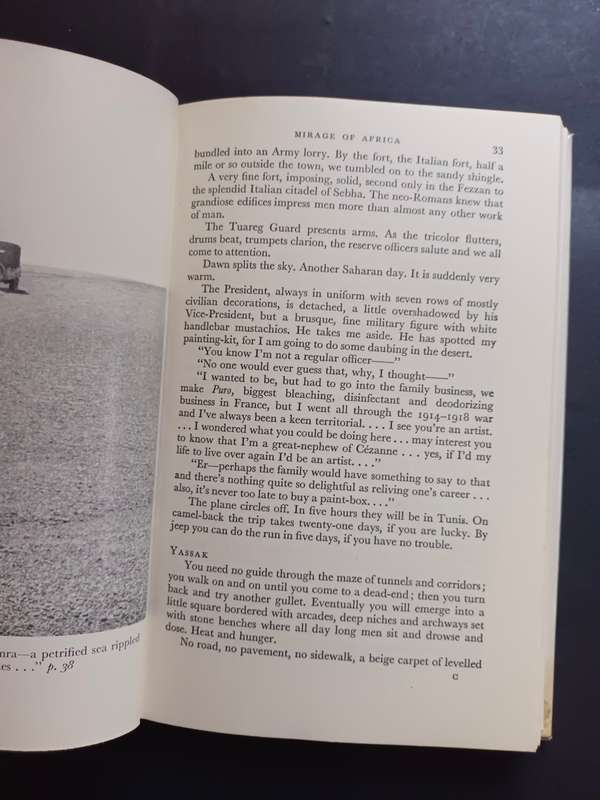 MIRAGE OF AFRICA 33
bundled into an Army lorry. By the fort, the Italian fort, half a
mile or so outside the town, we tumbled on to the sandy shingle.
A very fine fort, imposing, solid, second only in the Fezzan to
the splendid Italian citadel of Sebha. The neo-Romans knew that
grandiose edifices impress men more than almost any other work
of man.
The Tuareg Guard presents arms. As the tricolor flutters,
drums beat, trumpets clarion, the reserve officers salute and we all
come to attention.
Dawn splits the sky. Another Saharan day. It is suddenly very
warm.
The President, always in uniform with seven rows of mostly
civilian decorations, is detached, a little overshadowed by his
Vice-President, but a brusque, fine military figure with white
handlebar mustachios. He takes me aside. He has spotted my
painting-kit, for I am going to do some daubing in the desert.
"You know I'm not a regular officer——"
"No one would ever guess that, why, I thought——"
"I wanted to be, but had to go into the family business, we
make Puro, biggest bleaching, disinfectant and deodorizing
business in France, but I went all through the 1914–1918 war
and I've always been a keen territorial. . . . I see you're an artist.
. . . I wondered what you could be doing here . . . may interest you
to know that I'm a great-nephew of Cézanne . . . yes, if I'd my
life to live over again I'd be an artist. . . ."
"Er—perhaps the family would have something to say to that
and there's nothing quite so delightful as reliving one's career . . .
also, it's never too late to buy a paint-box. . . ."
The plane circles off. In five hours they will be in Tunis. On
camel-back the trip takes twenty-one days, if you are lucky. By
jeep you can do the run in five days, if you have no trouble.
YASSAK
You need no guide through the maze of tunnels and corridors;
you walk on and on until you come to a dead-end; then you turn
back and try another gullet. Eventually you will emerge into a
little square bordered with arcades, deep niches and archways set
with stone benches where all day long men sit and drowse and
dose. Heat and hunger.
No road, no pavement, no sidewalk, a beige carpet of levelled
c
nra—a petrified sea rippled
es . . ." p. 38